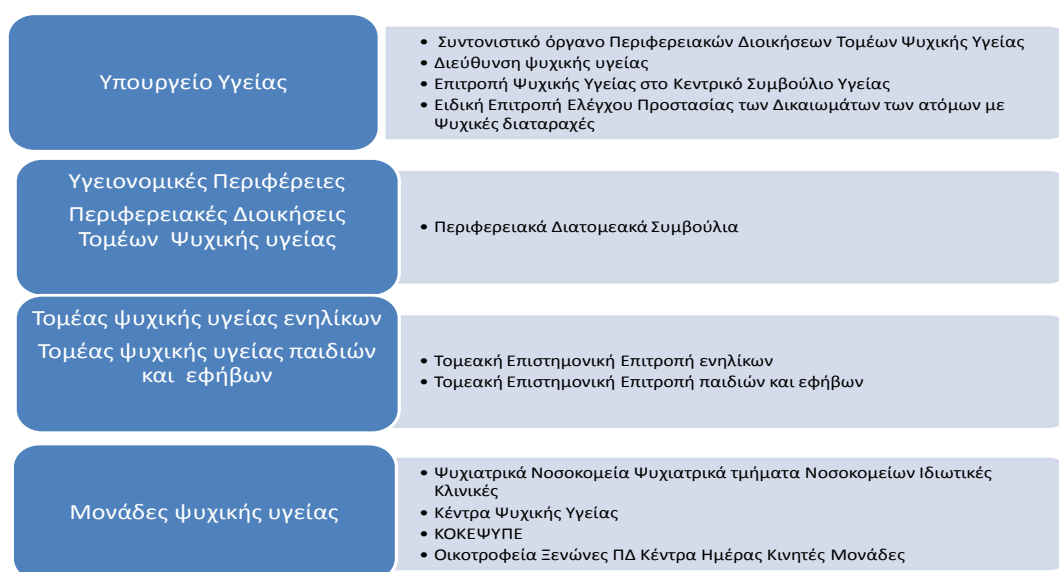 Υπουργείο Υγείας
• Συντονιστικό όργανο Περιφερειακών Διοικήσεων Τομέων Ψυχικής Υγείας
• Διεύθυνση ψυχικής υγείας
• Επιτροπή Ψυχικής Υγείας στο Κεντρικό Συμβούλιο Υγείας
• Ειδική Επιτροπή Ελέγχου Προστασίας των Δικαιωμάτων των ατόμων με
Ψυχικές διαταραχές
Υγειονομικές Περιφέρειες
Περιφερειακές Διοικήσεις
Τομέων Ψυχικής υγείας
• Περιφερειακά Διατομεακά Συμβούλια
Τομέας ψυχικής υγείας ενηλίκων
Τομέας ψυχικής υγείας παιδιών
και εφήβων
• Τομεακή Επιστημονική Επιτροπή ενηλίκων
• Τομεακή Επιστημονική Επιτροπή παιδιών και εφήβων
Μονάδες ψυχικής υγείας
• Ψυχιατρικά Νοσοκομεία Ψυχιατρικά τμήματα Νοσοκομείων Ιδιωτικές
Κλινικές
• Κέντρα Ψυχικής Υγείας
• ΚΟΚΕΨΥΠΕ
• Οικοτροφεία Ξενώνες ΠΔ Κέντρα Ημέρας Κινητές Μονάδες